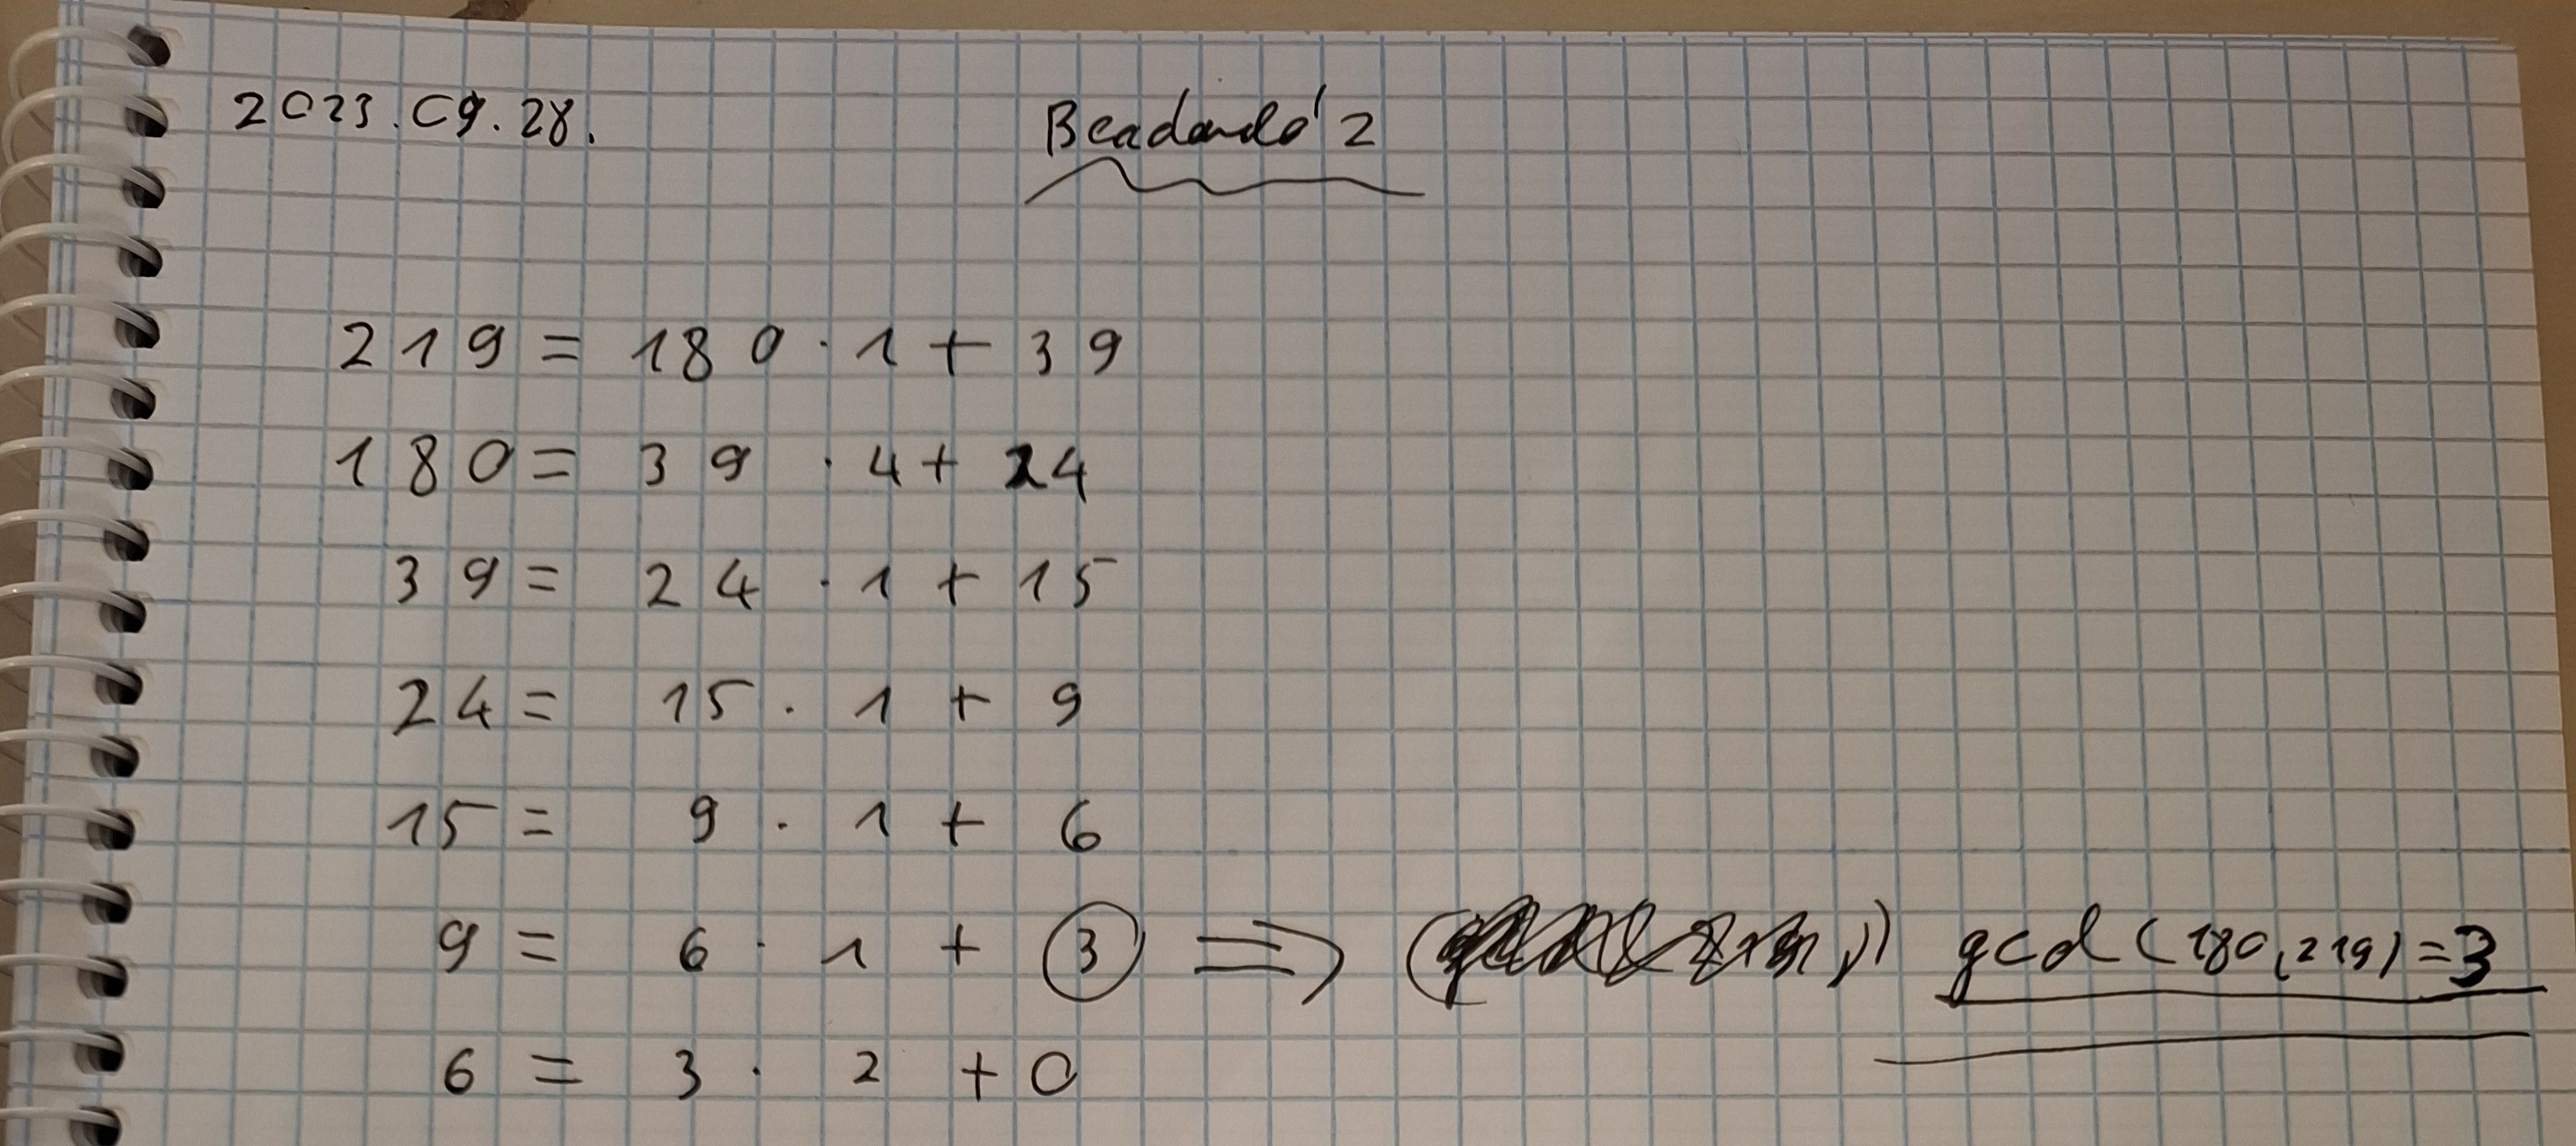 2023.09.28. Beadandó 2
219 = 180 · 1 + 39
180 = 39 · 4 + 24
39 = 24 · 1 + 15
24 = 15 · 1 + 9
15 = 9 · 1 + 6
9 = 6 · 1 + 3 => gcd(180,219)=3
6 = 3 · 2 + 0